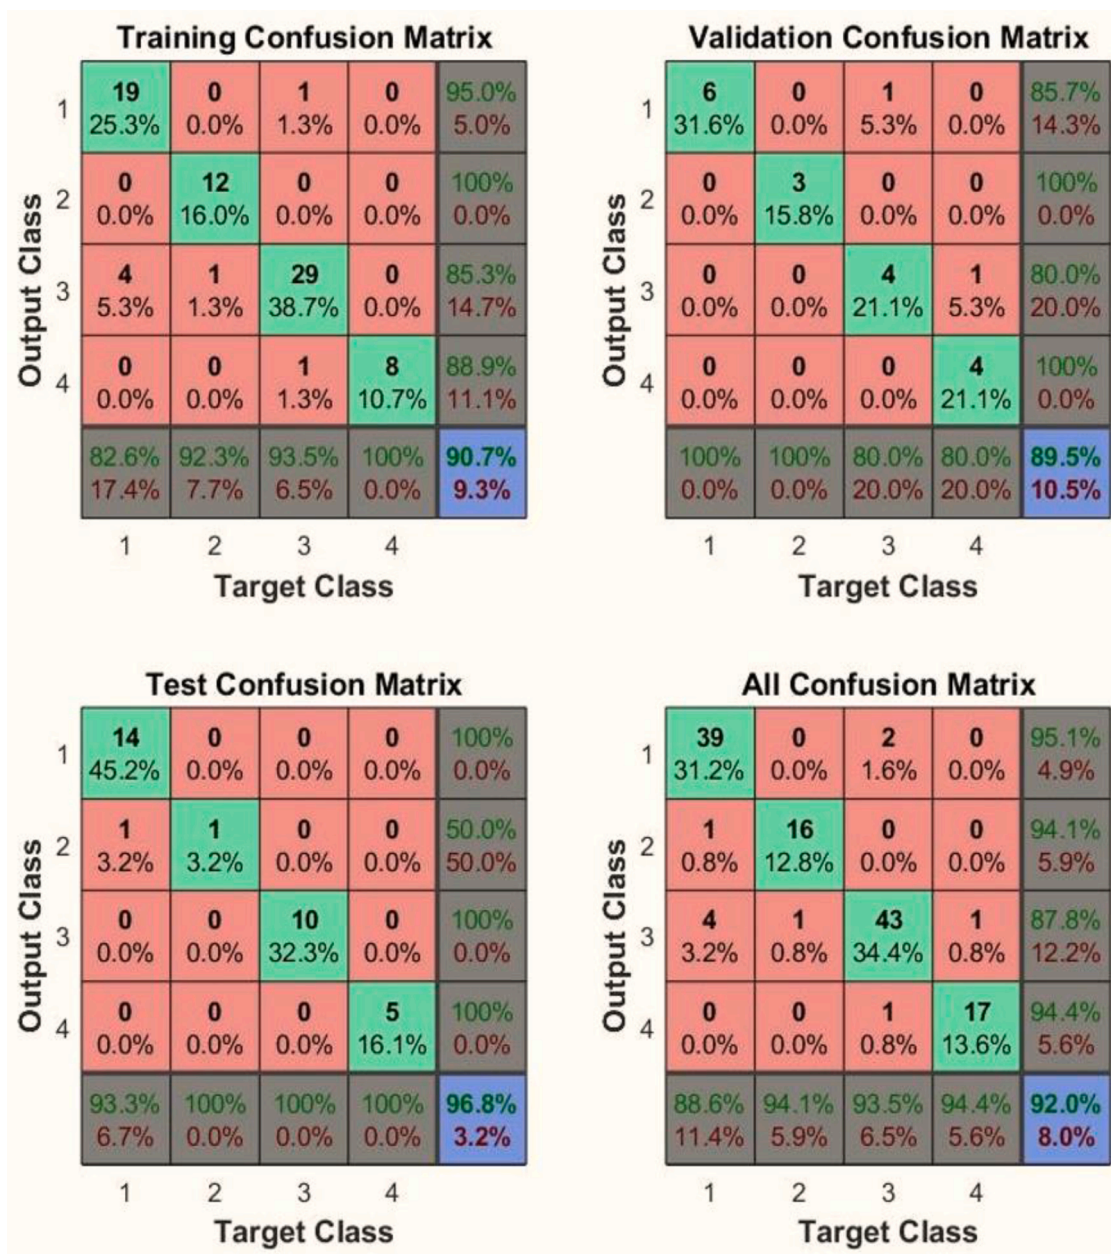 Training Confusion Matrix
Validation Confusion Matrix
19 0 1 0 95.0%
1
25.3% 0.0% 1.3% 0.0% 5.0%
0 12 0 0 100%
2
0.0% 16.0% 0.0% 0.0% 0.0%
4 1 29 0 85.3%
3
5.3% 1.3% 38.7% 0.0% 14.7%
0 0 1 8 88.9%
4
0.0% 0.0% 1.3% 10.7% 11.1%
82.6% 92.3% 93.5% 100% 90.7%
17.4% 7.7% 6.5% 0.0% 9.3%
1 2 3 4
Target Class
Output Class
6 0 1 0 85.7%
1
31.6% 0.0% 5.3% 0.0% 14.3%
0 3 0 0 100%
2
0.0% 15.8% 0.0% 0.0% 0.0%
0 0 4 1 80.0%
3
0.0% 0.0% 21.1% 5.3% 20.0%
0 0 0 4 100%
4
0.0% 0.0% 0.0% 21.1% 0.0%
100% 100% 80.0% 80.0% 89.5%
0.0% 0.0% 20.0% 20.0% 10.5%
1 2 3 4
Target Class
Output Class
Test Confusion Matrix
All Confusion Matrix
14 0 0 0 100%
1
45.2% 0.0% 0.0% 0.0% 0.0%
1 1 0 0 50.0%
2
3.2% 3.2% 0.0% 0.0% 50.0%
0 0 10 0 100%
3
0.0% 0.0% 32.3% 0.0% 0.0%
0 0 0 5 100%
4
0.0% 0.0% 0.0% 16.1% 0.0%
93.3% 100% 100% 100% 96.8%
6.7% 0.0% 0.0% 0.0% 3.2%
1 2 3 4
Target Class
Output Class
39 0 2 0 95.1%
1
31.2% 0.0% 1.6% 0.0% 4.9%
1 16 0 0 94.1%
2
0.8% 12.8% 0.0% 0.0% 5.9%
4 1 43 1 87.8%
3
3.2% 0.8% 34.4% 0.8% 12.2%
0 0 1 17 94.4%
4
0.0% 0.0% 0.8% 13.6% 5.6%
88.6% 94.1% 93.5% 94.4% 92.0%
11.4% 5.9% 6.5% 5.6% 8.0%
1 2 3 4
Target Class
Output Class